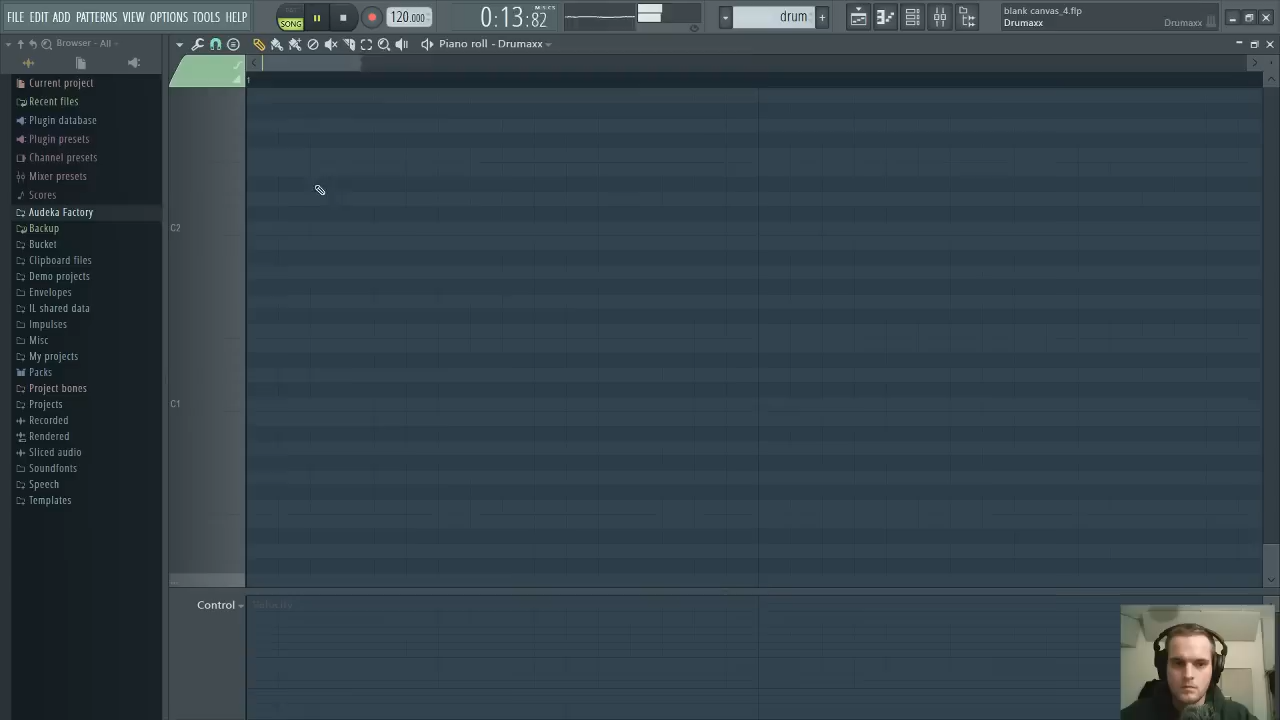 FILE EDIT ADD PATTERNS VIEW OPTIONS TOOLS HELP
SONG
120.000
0:13:82
M:S:CS
drum
blank canvas_4.flp
Drumaxx
Drumaxx
Browser - All
Piano roll - Drumaxx
1
Current project
Recent files
Plugin database
Plugin presets
Channel presets
Mixer presets
Scores
Audeka Factory
Backup
Bucket
Clipboard files
Demo projects
Envelopes
IL shared data
Impulses
Misc
My projects
Packs
Project bones
Projects
Recorded
Rendered
Sliced audio
Soundfonts
Speech
Templates
C2
C1
Control
Velocity